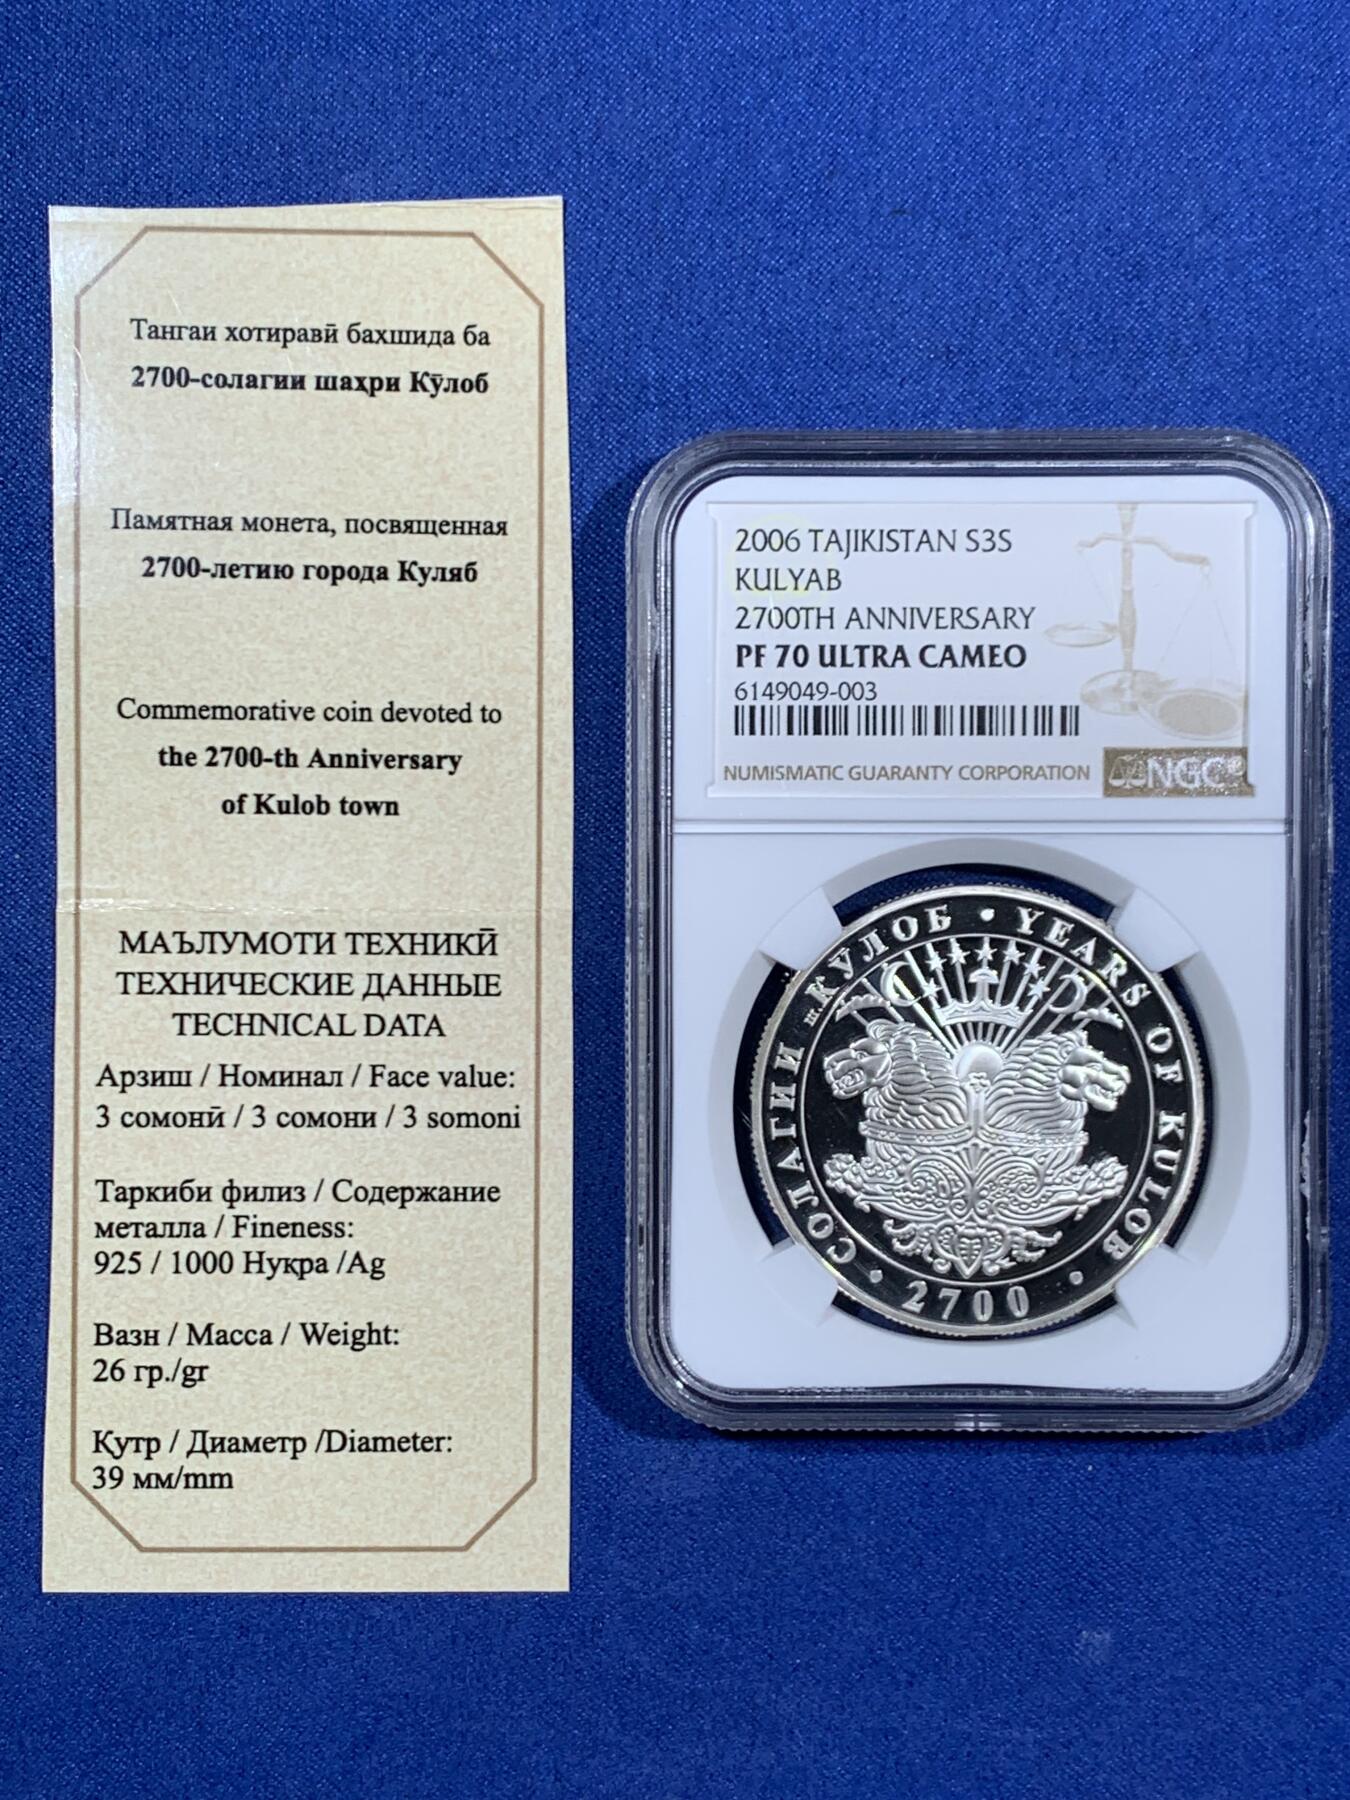 Тангаи хотиравӣ бахшида ба
2700-солагии шаҳри Кӯлоб
Памятная монета, посвященная
2700-летию города Куляб
Commemorative coin devoted to
the 2700-th Anniversary
of Kulob town
МАЪЛУМОТИ ТЕХНИКӢ
ТЕХНИЧЕСКИЕ ДАННЫЕ
TECHNICAL DATA
Арзиш / Номинал / Face value:
3 сомонӣ / 3 сомони / 3 somoni
Таркиби филиз / Содержание
металла / Fineness:
925 / 1000 Нуқра /Ag
Вазн / Масса / Weight:
26 гр./gr
Қутр / Диаметр /Diameter:
39 мм/mm
2006 TAJIKISTAN S3S
KULYAB
2700TH ANNIVERSARY
PF 70 ULTRA CAMEO
6149049-003
NUMISMATIC GUARANTY CORPORATION
NGC®
СОЛАГИИ ш. КӮЛОБ • YEARS OF KULOB • 2700 •